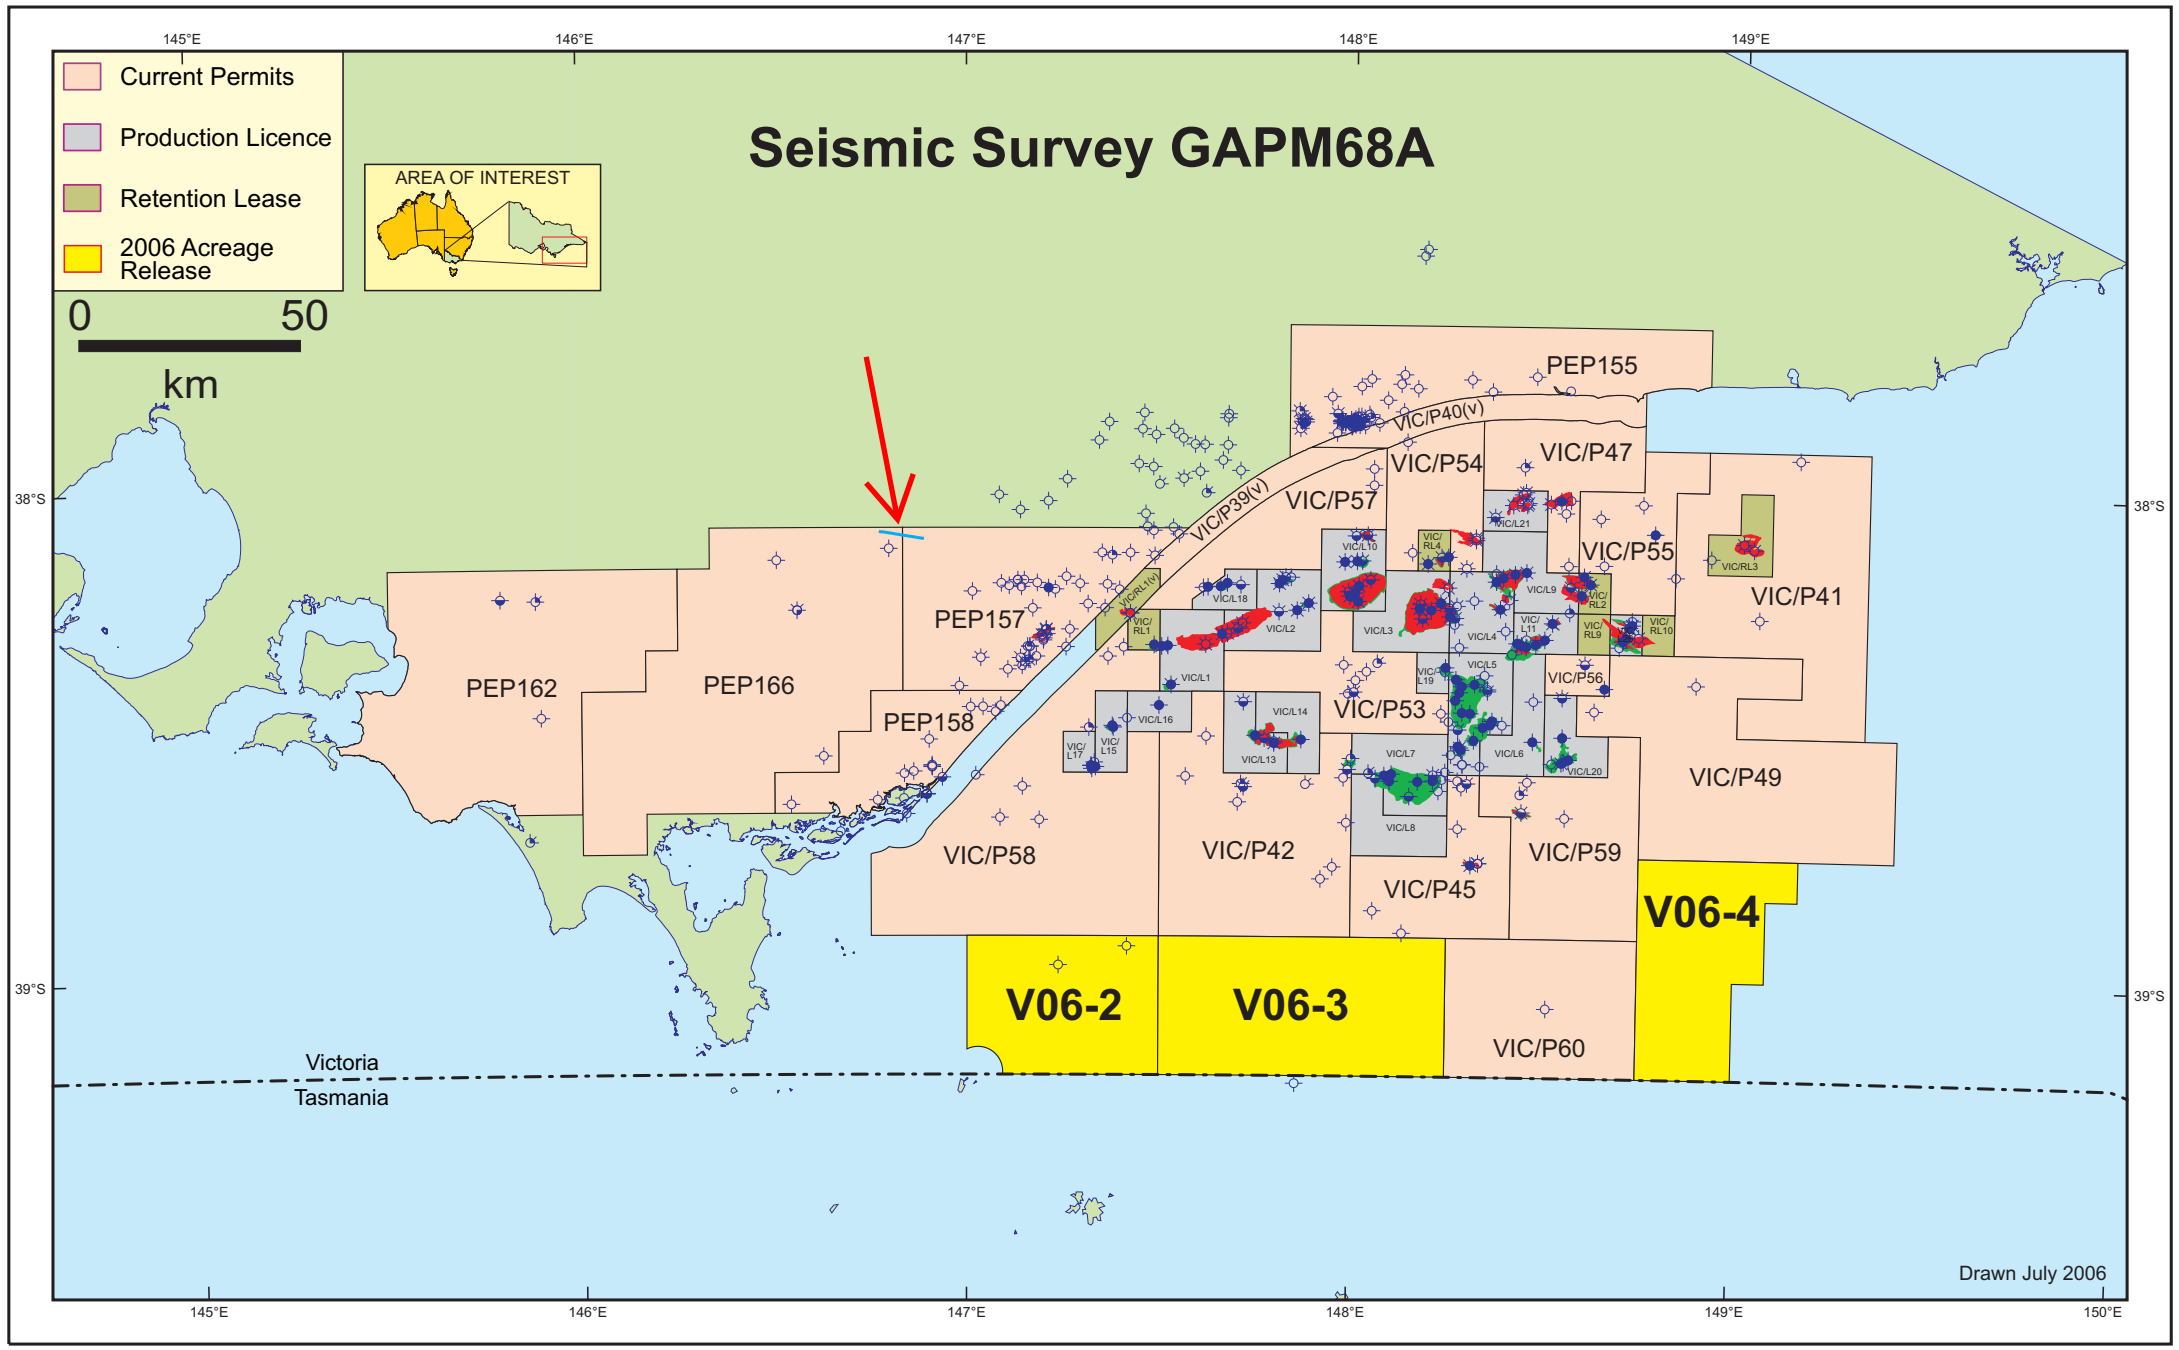 145°E
146°E
147°E
148°E
149°E
Current Permits
Production Licence
Retention Lease
2006 Acreage
Release
AREA OF INTEREST
Seismic Survey GAPM68A
0
50
km
PEP155
VIC/P40(v)
VIC/P54
VIC/P47
VIC/P57
VIC/P39(v)
38°S
38°S
VIC/L21
VIC/L10
VIC/
RL4
VIC/P55
VIC/RL3
VIC/RL1(v)
VIC/L18
VIC/L9
VIC/
RL2
VIC/P41
PEP157
VIC/
RL1
VIC/L2
VIC/L3
VIC/L4
VIC/
L11
VIC/
RL9
VIC/
RL10
PEP162
PEP166
VIC/L1
VIC/
L19
VIC/L5
VIC/P56
PEP158
VIC/L16
VIC/L14
VIC/P53
VIC/
L17
VIC/
L15
VIC/L13
VIC/L7
VIC/L6
VIC/L20
VIC/P49
VIC/L8
VIC/P58
VIC/P42
VIC/P59
VIC/P45
V06-4
39°S
39°S
V06-2
V06-3
VIC/P60
Victoria
Tasmania
Drawn July 2006
145°E
146°E
147°E
148°E
149°E
150°E